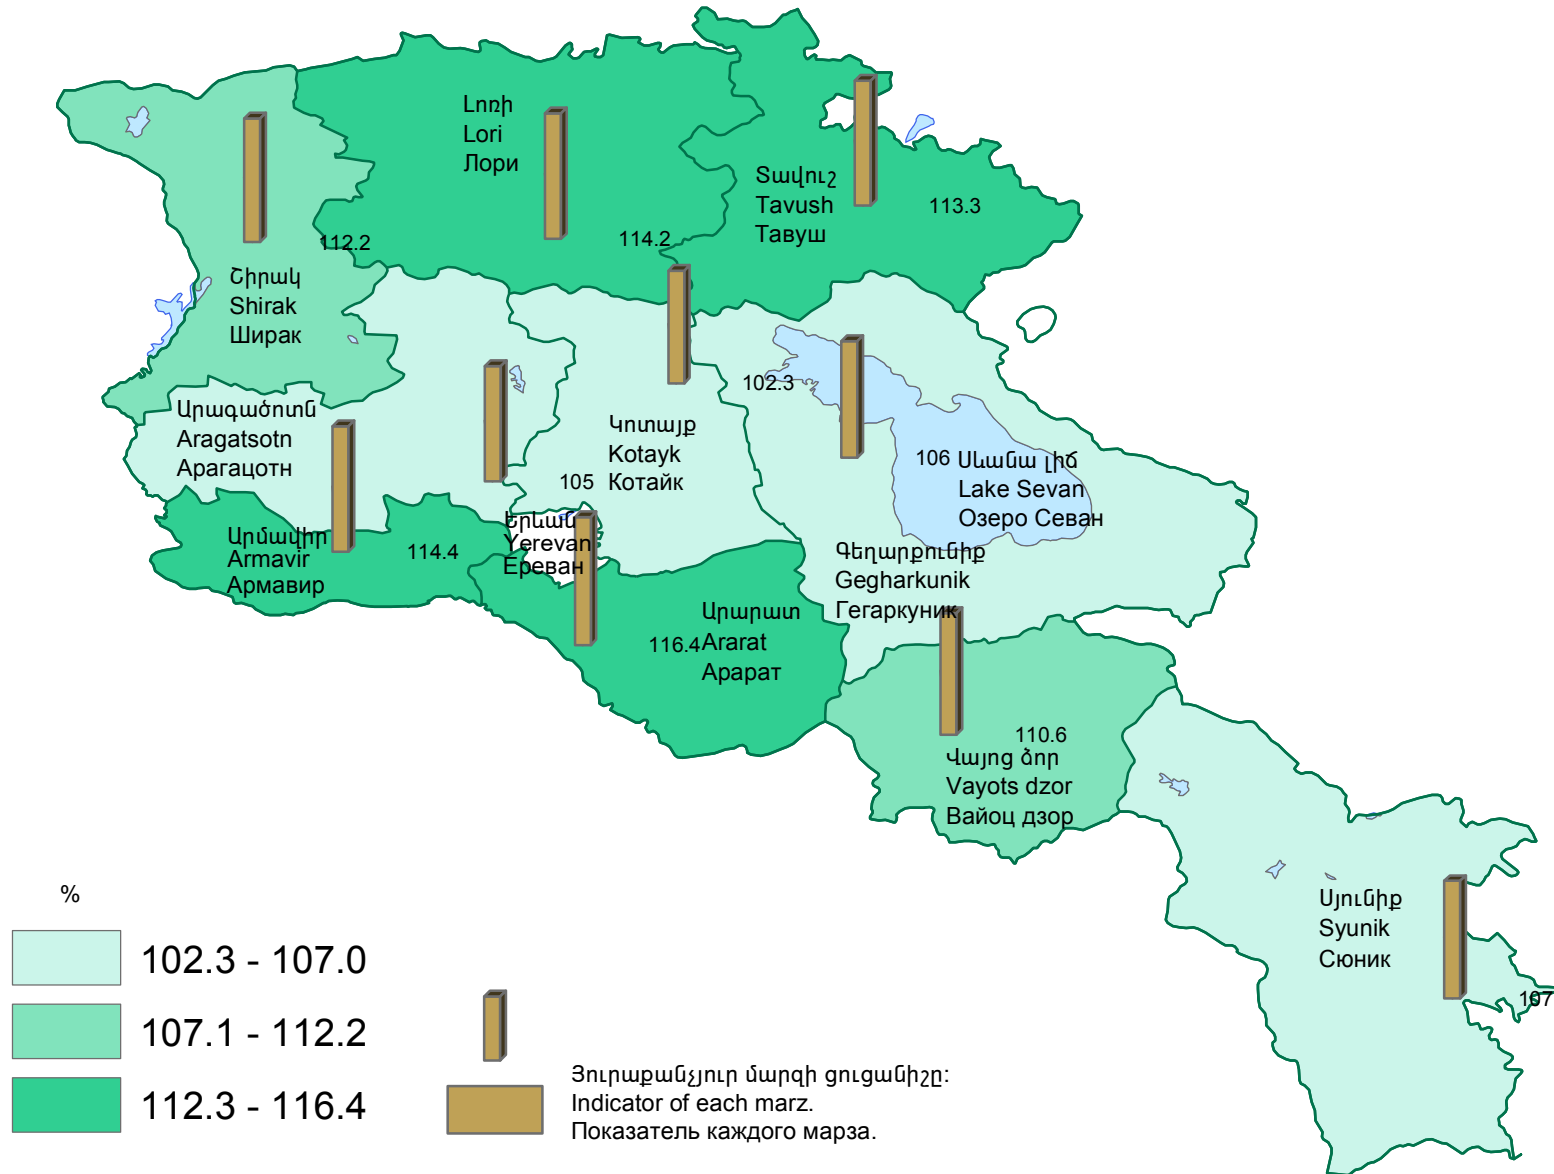 Լոռի
Lori
Лори
114.2
Տավուշ
Tavush
Тавуш
113.3
112.2
Շիրակ
Shirak
Ширак
Արագածոտն
Aragatsotn
Арагацотн
105
Կոտայք
Kotayk
Котайк
102.3
106
Սևանա լիճ
Lake Sevan
Озеро Севан
Գեղարքունիք
Gegharkunik
Гегаркуник
Երևան
Yerevan
Ереван
Արմավիր
Armavir
Армавир
114.4
116.4
Արարատ
Ararat
Арарат
110.6
Վայոց ձոր
Vayots dzor
Вайоц дзор
Սյունիք
Syunik
Сюник
107
%
102.3 - 107.0
107.1 - 112.2
112.3 - 116.4
Յուրաքանչյուր մարզի ցուցանիշը:
Indicator of each marz.
Показатель каждого марза.